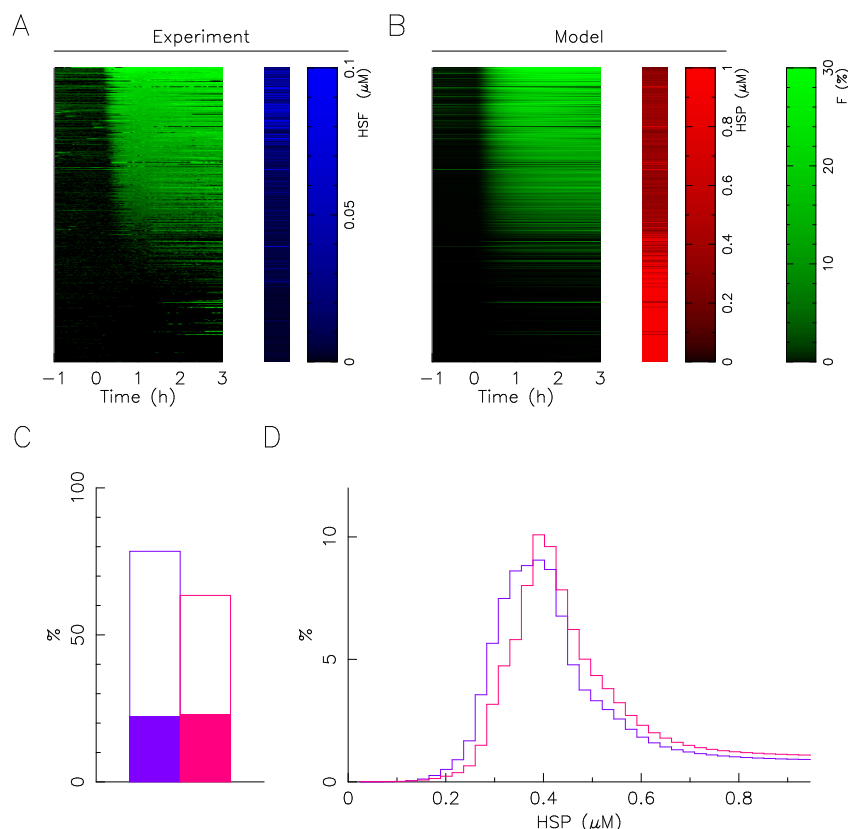 A
Experiment
B
Model
0 0.05 0.1
HSF (μM)
0 0.2 0.4 0.6 0.8 1
HSP (μM)
0 10 20 30
F (%)
−1 0 1 2 3
Time (h)
−1 0 1 2 3
Time (h)
C
D
0 50 100
%
0 5 10
%
0 0.2 0.4 0.6 0.8
HSP (μM)